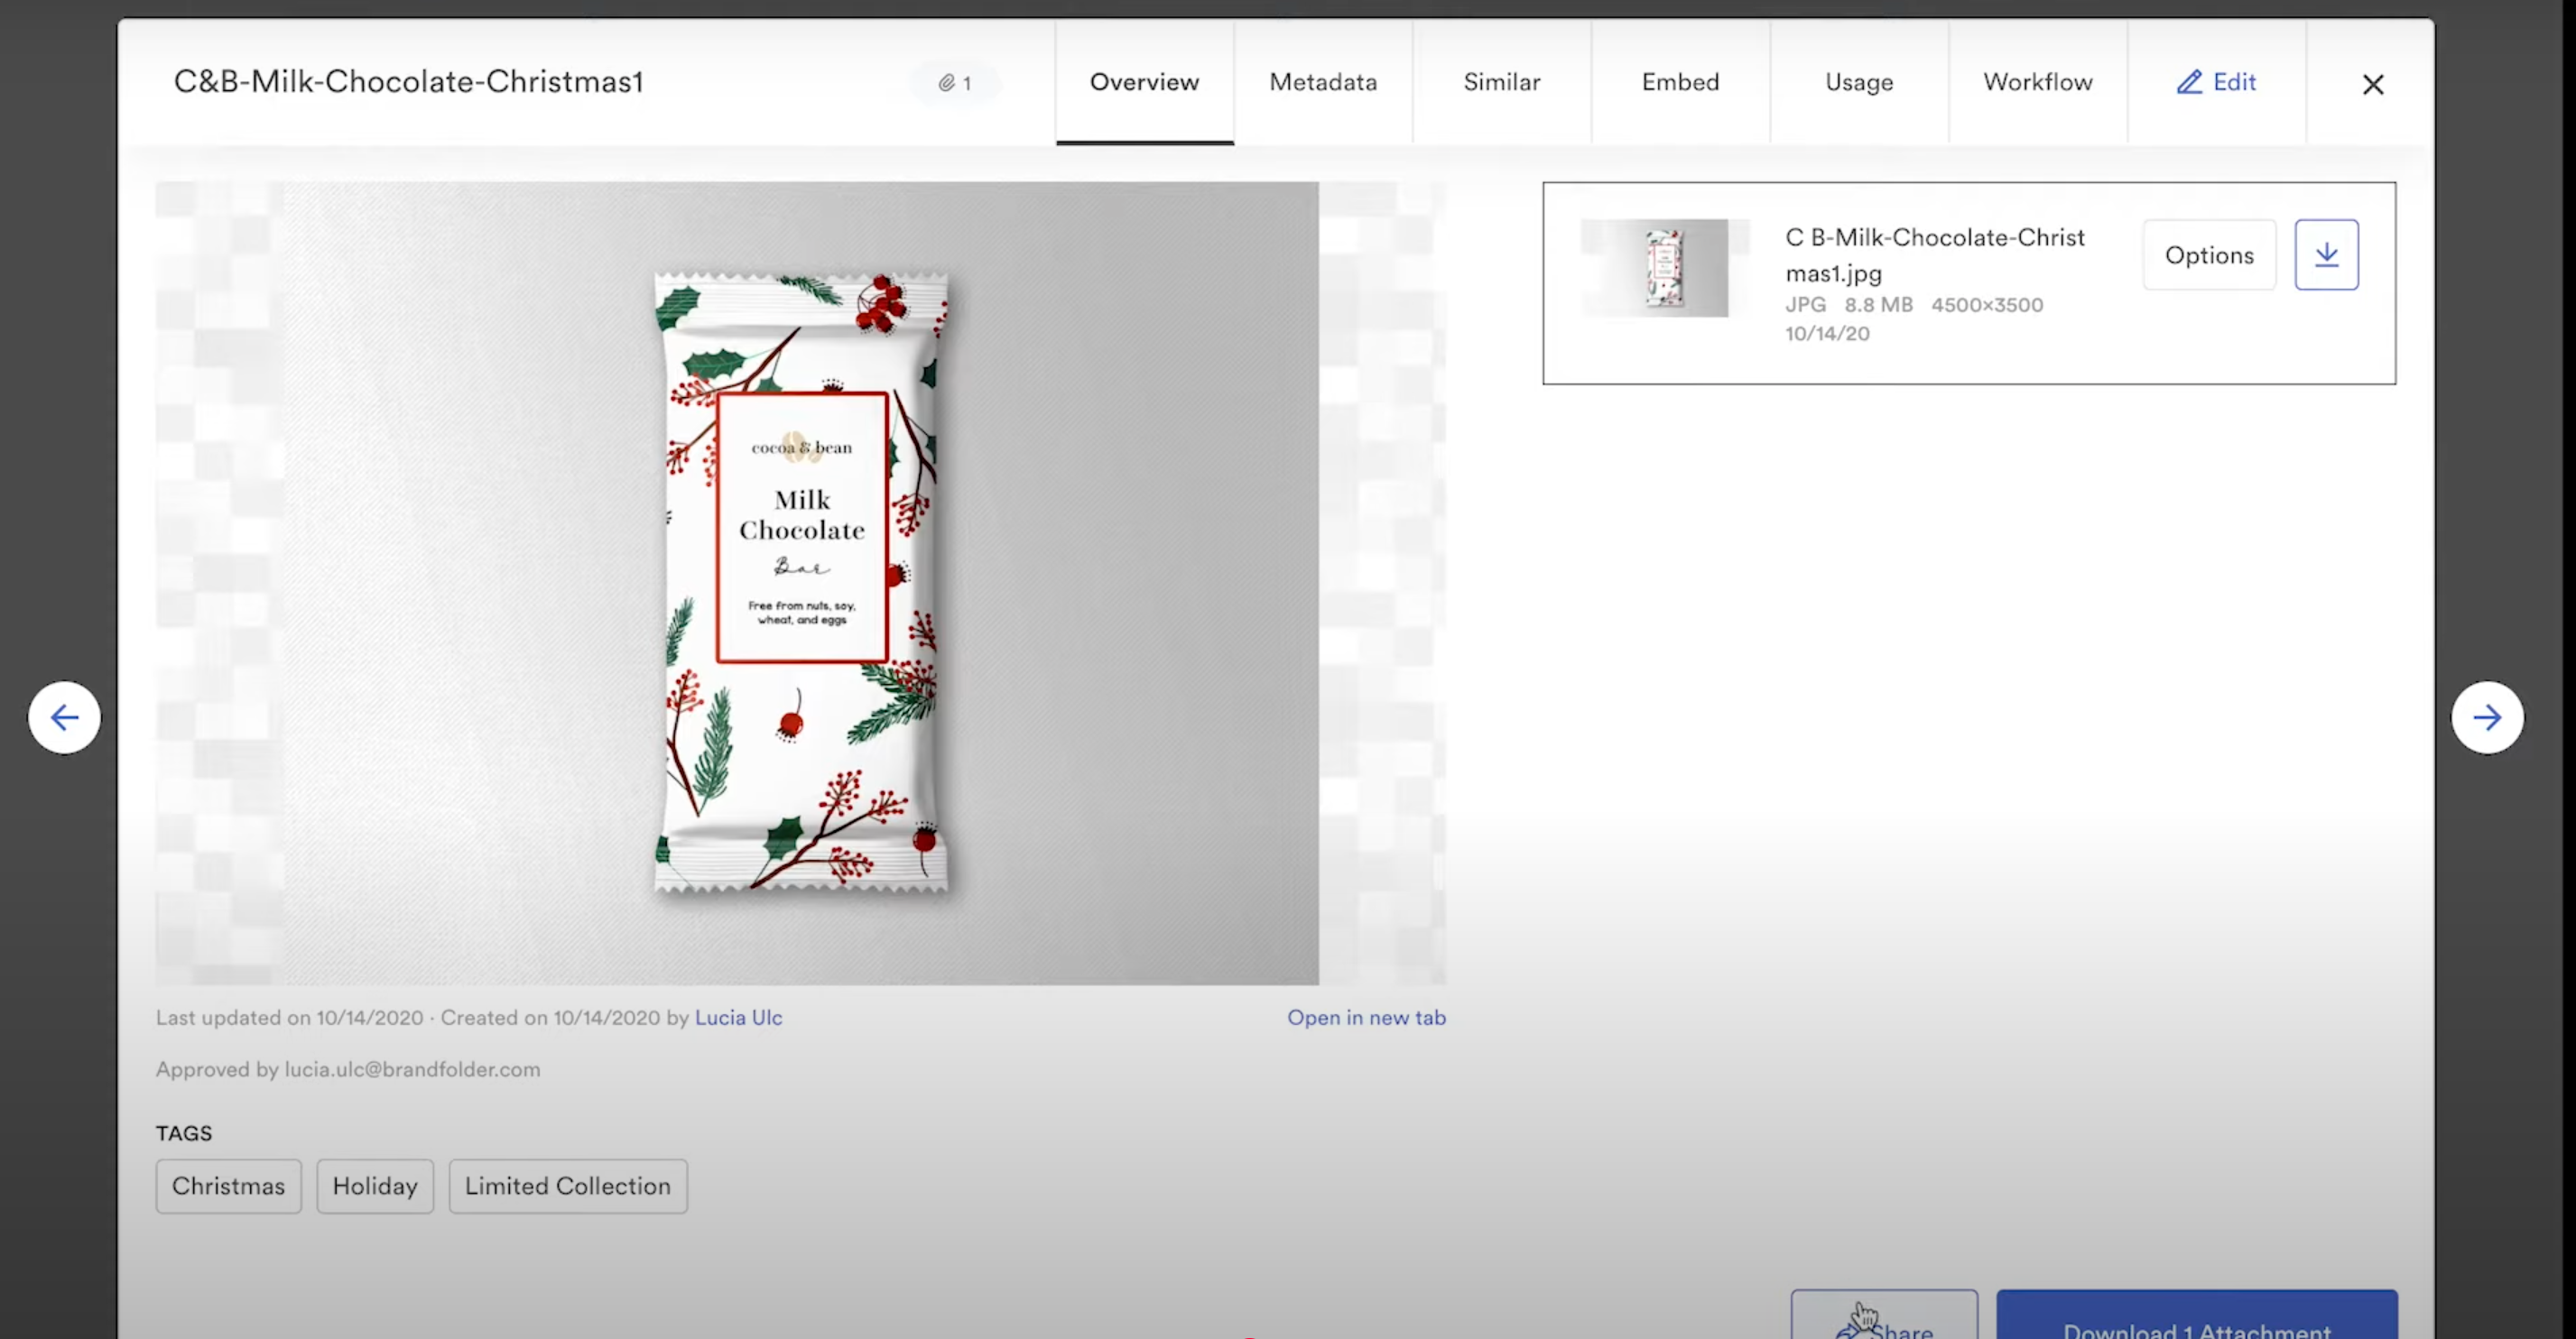 C&B-Milk-Chocolate-Christmas1
1
Overview
Metadata
Similar
Embed
Usage
Workflow
Edit
cocoa & bean
Milk
Chocolate
Bar
Free from nuts, soy,
wheat, and eggs
C B-Milk-Chocolate-Christ
mas1.jpg
JPG 8.8 MB 4500×3500
10/14/20
Options
Last updated on 10/14/2020 · Created on 10/14/2020 by Lucia Ulc
Open in new tab
Approved by lucia.ulc@brandfolder.com
TAGS
Christmas
Holiday
Limited Collection
Share
Download 1 Attachment